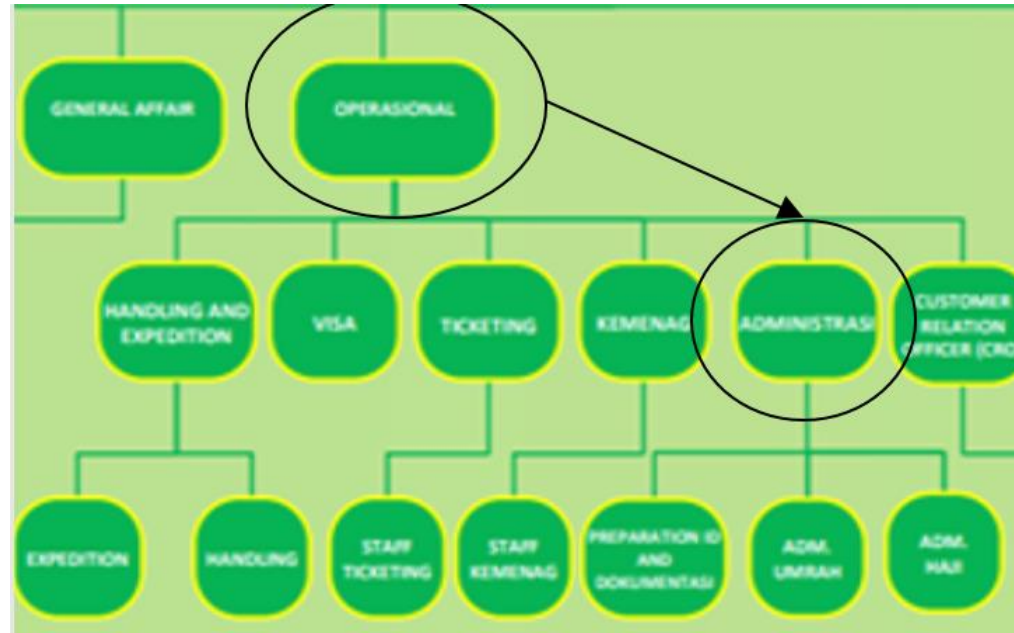 GENERAL AFFAIR
OPERASIONAL
HANDLING AND
EXPEDITION
VISA
TICKETING
KEMENAG
ADMINISTRASI
CUSTOMER
RELATION
OFFICER (CRO
EXPEDITION
HANDLING
STAFF
TICKETING
STAFF
KEMENAG
PREPARATION ID
AND
DOKUMENTASI
ADM.
UMRAH
ADM.
HAJI